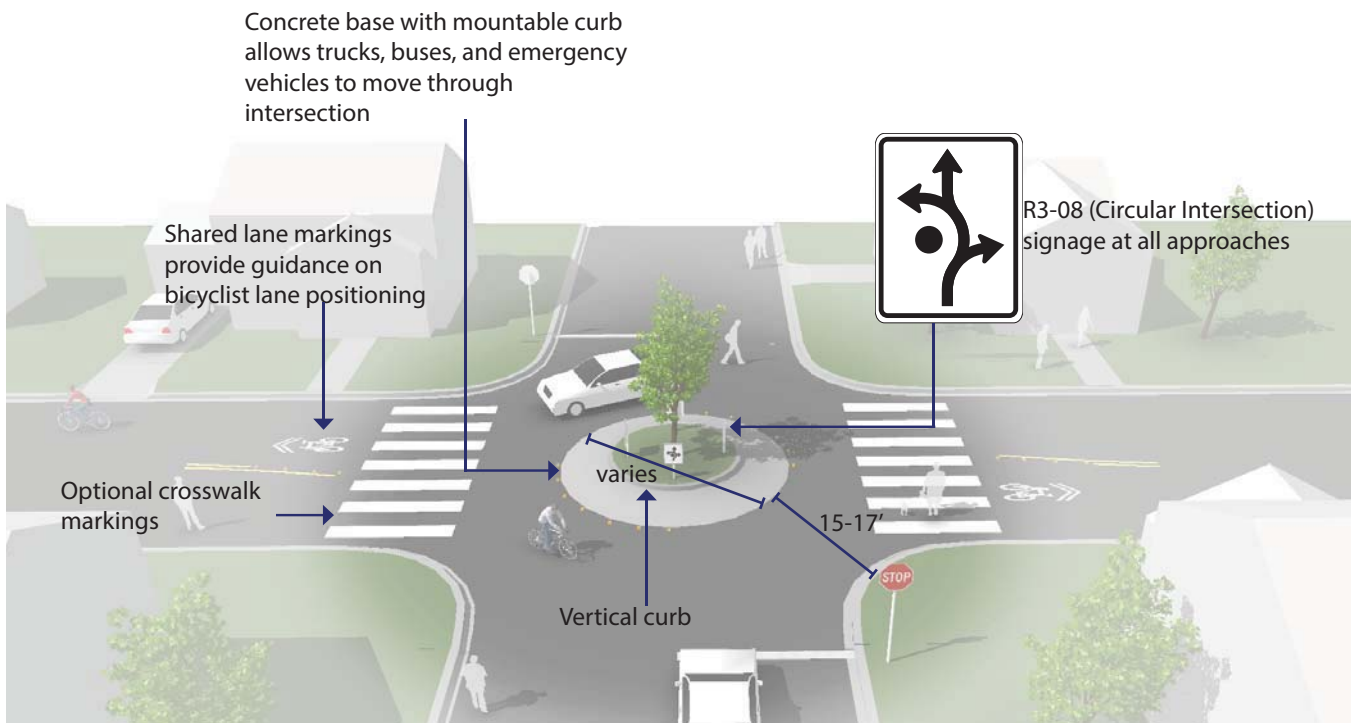 Concrete base with mountable curb
allows trucks, buses, and emergency
vehicles to move through
intersection
R3-08 (Circular Intersection)
signage at all approaches
Shared lane markings
provide guidance on
bicyclist lane positioning
varies
Optional crosswalk
markings
15-17’
STOP
Vertical curb